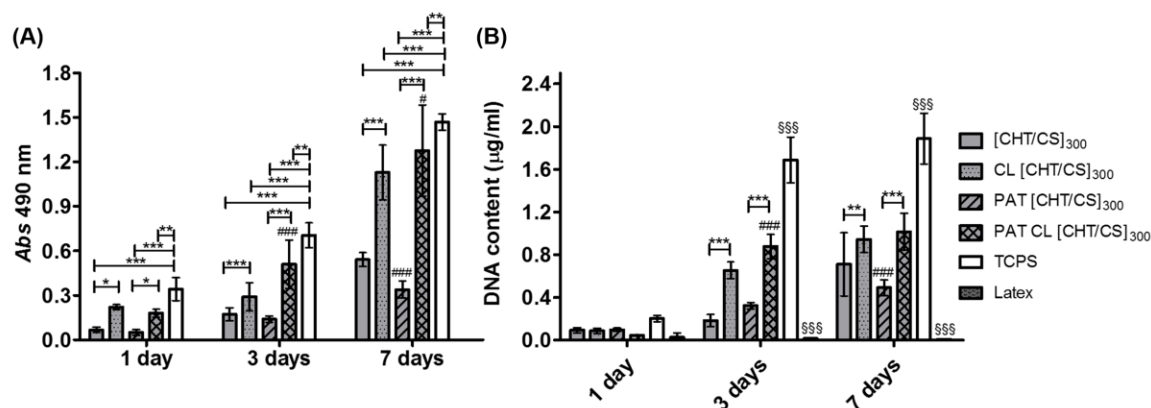 (A)
Abs 490 nm
1.8
1.5
1.2
0.9
0.6
0.3
0.0
***
*
***
*
***
**
***
***
***
***
***
**
###
***
***
***
***
***
**
#
###
1 day
3 days
7 days
(B)
DNA content (μg/ml)
2.4
2.0
1.6
1.2
0.8
0.4
0.0
***
***
###
§§§
§§§
**
***
###
§§§
§§§
1 day
3 days
7 days
[CHT/CS]300
CL [CHT/CS]300
PAT [CHT/CS]300
PAT CL [CHT/CS]300
TCPS
Latex